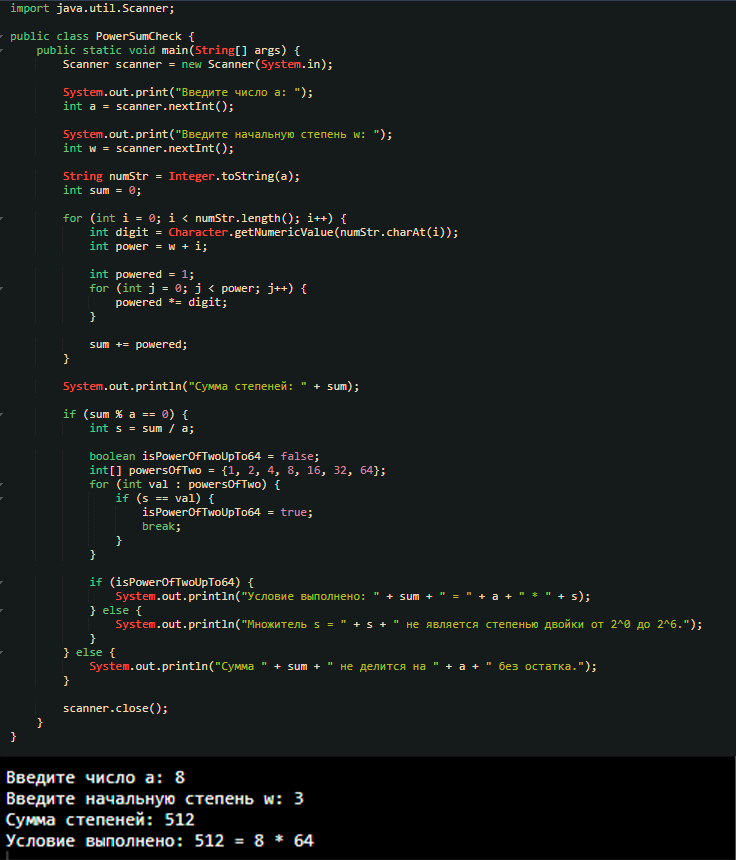 import java.util.Scanner;
public class PowerSumCheck {
public static void main(String[] args) {
Scanner scanner = new Scanner(System.in);
System.out.print("Введите число a: ");
int a = scanner.nextInt();
System.out.print("Введите начальную степень w: ");
int w = scanner.nextInt();
String numStr = Integer.toString(a);
int sum = 0;
for (int i = 0; i < numStr.length(); i++) {
int digit = Character.getNumericValue(numStr.charAt(i));
int power = w + i;
int powered = 1;
for (int j = 0; j < power; j++) {
powered *= digit;
}
sum += powered;
}
System.out.println("Сумма степеней: " + sum);
if (sum % a == 0) {
int s = sum / a;
boolean isPowerOfTwoUpTo64 = false;
int[] powersOfTwo = {1, 2, 4, 8, 16, 32, 64};
for (int val : powersOfTwo) {
if (s == val) {
isPowerOfTwoUpTo64 = true;
break;
}
}
if (isPowerOfTwoUpTo64) {
System.out.println("Условие выполнено: " + sum + " = " + a + " * " + s);
} else {
System.out.println("Множитель s = " + s + " не является степенью двойки от 2^0 до 2^6.");
}
} else {
System.out.println("Сумма " + sum + " не делится на " + a + " без остатка.");
}
scanner.close();
}
}
Введите число a: 8
Введите начальную степень w: 3
Сумма степеней: 512
Условие выполнено: 512 = 8 * 64